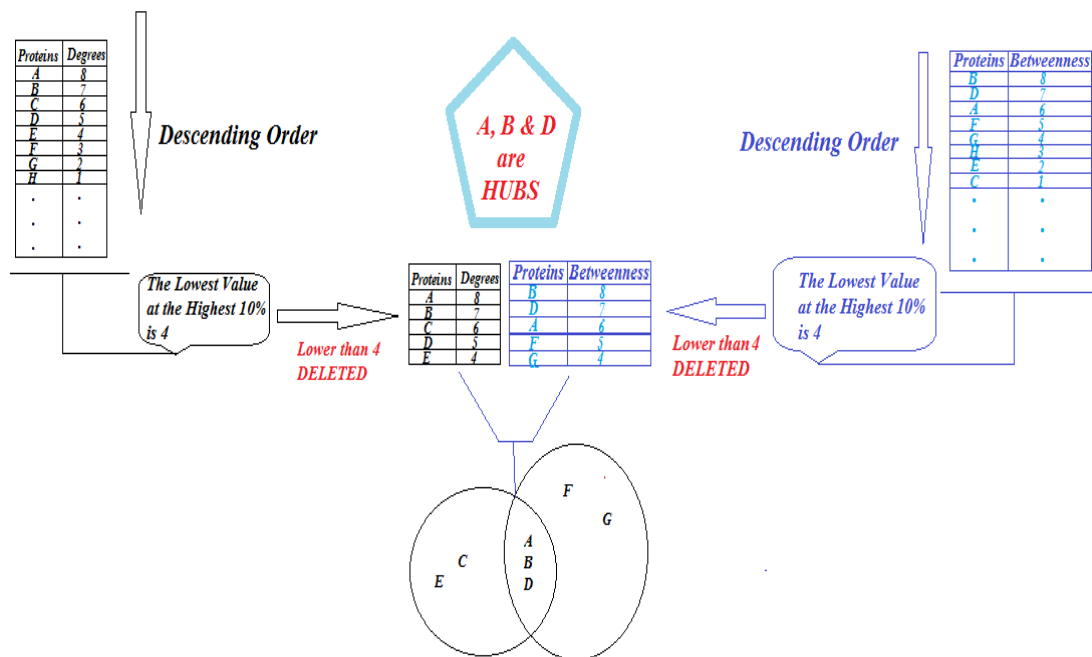 Proteins Degrees
A 8
B 7
C 6
D 5
E 4
F 3
G 2
H 1
. .
. .
. .
Descending Order
A, B & D
are
HUBS
Descending Order
Proteins Betweenness
B 8
D 7
A 6
F 5
G 4
H 3
E 2
C 1
. .
. .
. .
The Lowest Value
at the Highest 10%
is 4
Lower than 4
DELETED
Proteins Degrees
A 8
B 7
C 6
D 5
E 4
Proteins Betweenness
B 8
D 7
A 6
F 5
G 4
Lower than 4
DELETED
The Lowest Value
at the Highest 10%
is 4
F
G
A
B
D
C
E